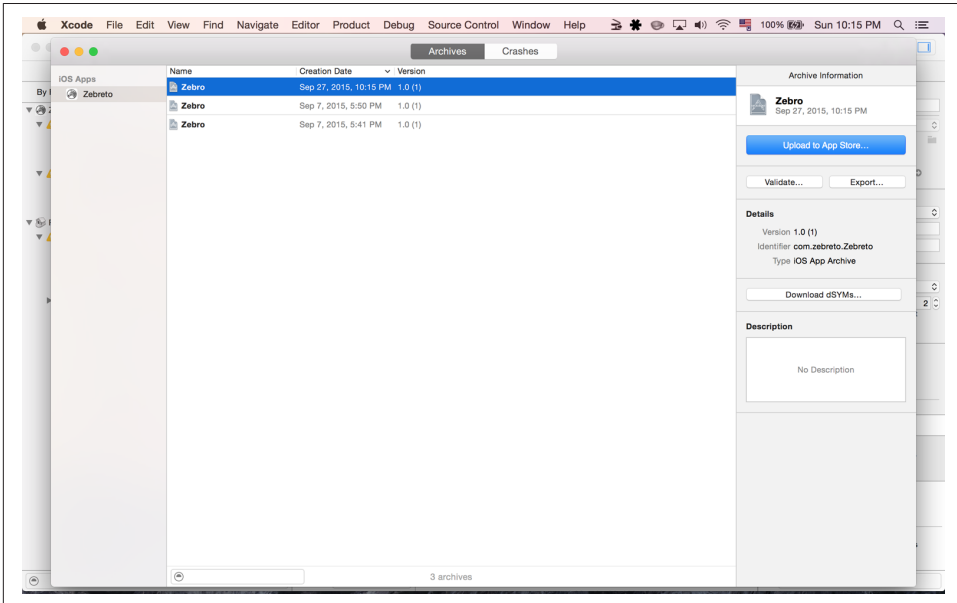 Xcode File Edit View Find Navigate Editor Product Debug Source Control Window Help 100% Sun 10:15 PM
Archives Crashes
iOS Apps
Zebreto
By
Name Creation Date Version
Zebro Sep 27, 2015, 10:15 PM 1.0 (1)
Zebro Sep 7, 2015, 5:50 PM 1.0 (1)
Zebro Sep 7, 2015, 5:41 PM 1.0 (1)
3 archives
Archive Information
Zebro
Sep 27, 2015, 10:15 PM
Upload to App Store...
Validate... Export...
Details
Version 1.0 (1)
Identifier com.zebreto.Zebreto
Type iOS App Archive
Download dSYMs...
2
Description
No Description